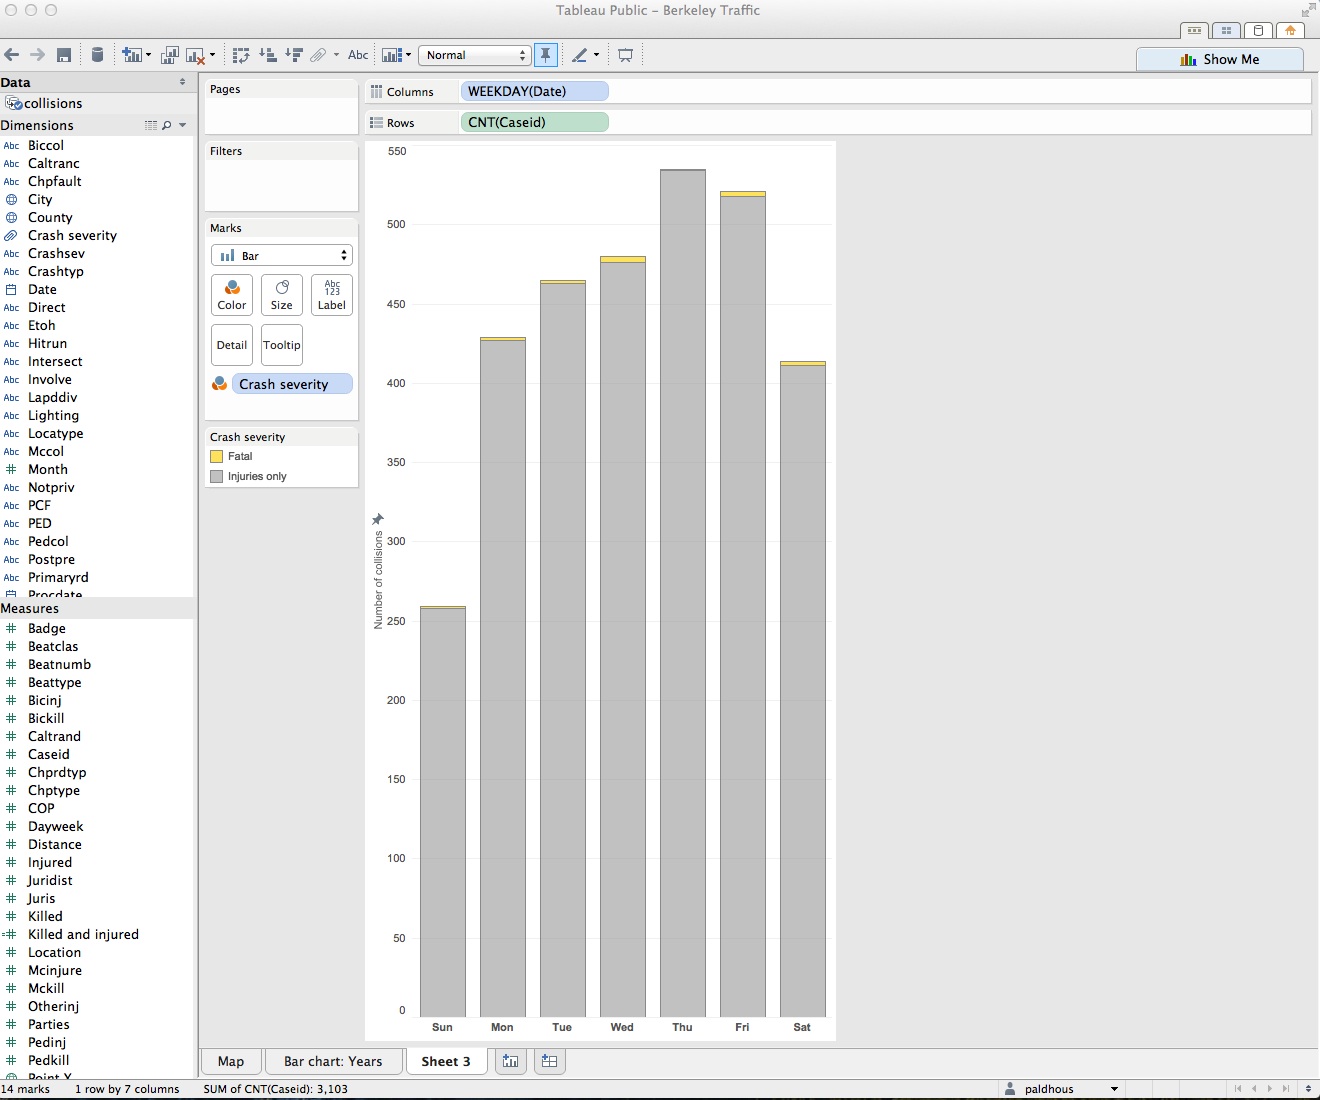 Tableau Public – Berkeley Traffic
Abc
Normal
Show Me
Data
collisions
Dimensions
Abc Biccol
Abc Caltranc
Abc Chpfault
City
County
Crash severity
Abc Crashsev
Abc Crashtyp
Date
Abc Direct
Abc Etoh
Abc Hitrun
Abc Intersect
Abc Involve
Abc Lapddiv
Abc Lighting
Abc Locatype
Abc Mccol
# Month
Abc Notpriv
Abc PCF
Abc PED
Abc Pedcol
Abc Postpre
Abc Primaryrd
Procdate
Measures
# Badge
# Beatclas
# Beatnumb
# Beattype
# Bicinj
# Bickill
# Caltrand
# Caseid
# Chprdtyp
# Chptype
# COP
# Dayweek
# Distance
# Injured
# Juridist
# Juris
# Killed
=# Killed and injured
# Location
# Mcinjure
# Mckill
# Otherinj
# Parties
# Pedinj
# Pedkill
Point X
Pages
Filters
Marks
Bar
Color
Size
Abc
123
Label
Detail
Tooltip
Crash severity
Crash severity
Fatal
Injuries only
Columns
WEEKDAY(Date)
Rows
CNT(Caseid)
Number of collisions
550
500
450
400
350
300
250
200
150
100
50
0
Sun Mon Tue Wed Thu Fri Sat
Map
Bar chart: Years
Sheet 3
14 marks
1 row by 7 columns
SUM of CNT(Caseid): 3,103
paldhous